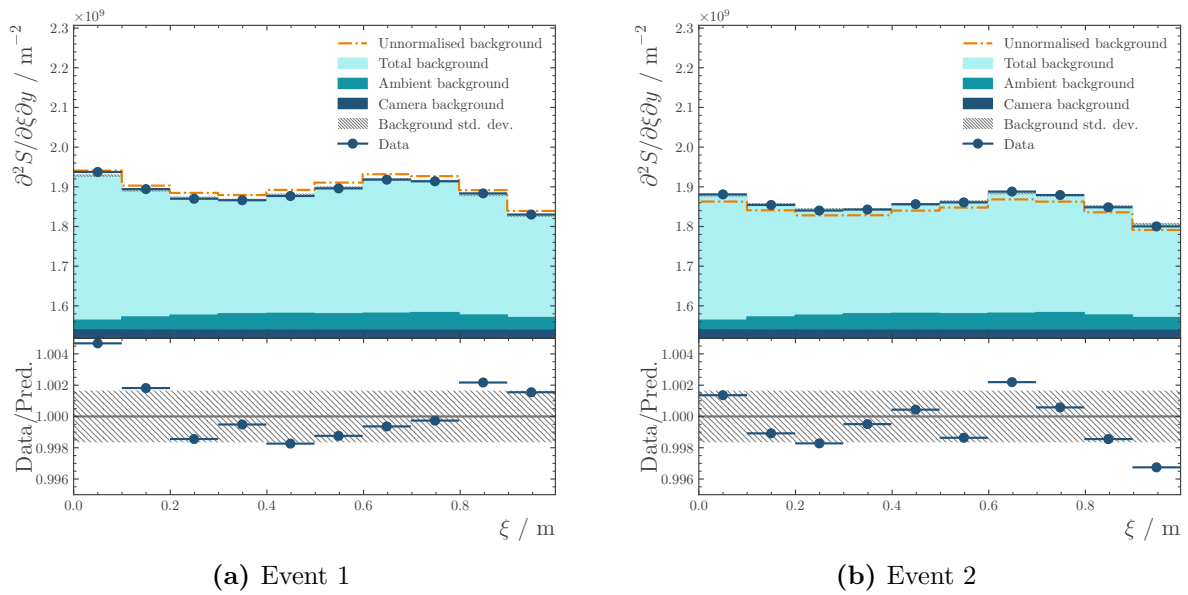 ×10⁹
∂²S/∂ξ∂y / m⁻²
2.3
2.2
2.1
2.0
1.9
1.8
1.7
1.6
Unnormalised background
Total background
Ambient background
Camera background
Background std. dev.
Data
Data/Pred.
1.004
1.002
1.000
0.998
0.996
0.0 0.2 0.4 0.6 0.8
ξ / m
(a) Event 1
×10⁹
∂²S/∂ξ∂y / m⁻²
2.3
2.2
2.1
2.0
1.9
1.8
1.7
1.6
Unnormalised background
Total background
Ambient background
Camera background
Background std. dev.
Data
Data/Pred.
1.004
1.002
1.000
0.998
0.996
0.0 0.2 0.4 0.6 0.8
ξ / m
(b) Event 2